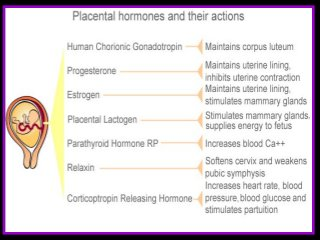 Placental hormones and their actions
Human Chorionic Gonadotropin
Maintains corpus luteum
Progesterone
Maintains uterine lining,
inhibits uterine contraction
Estrogen
Maintains uterine lining,
stimulates mammary glands
Placental Lactogen
Stimulates mammary glands,
supplies energy to fetus
Parathyroid Hormone RP
Increases blood Ca++
Relaxin
Softens cervix and weakens
pubic symphysis
Corticoptropin Releasing Hormone
Increases heart rate, blood
pressure, blood glucose and
stimulates partuition